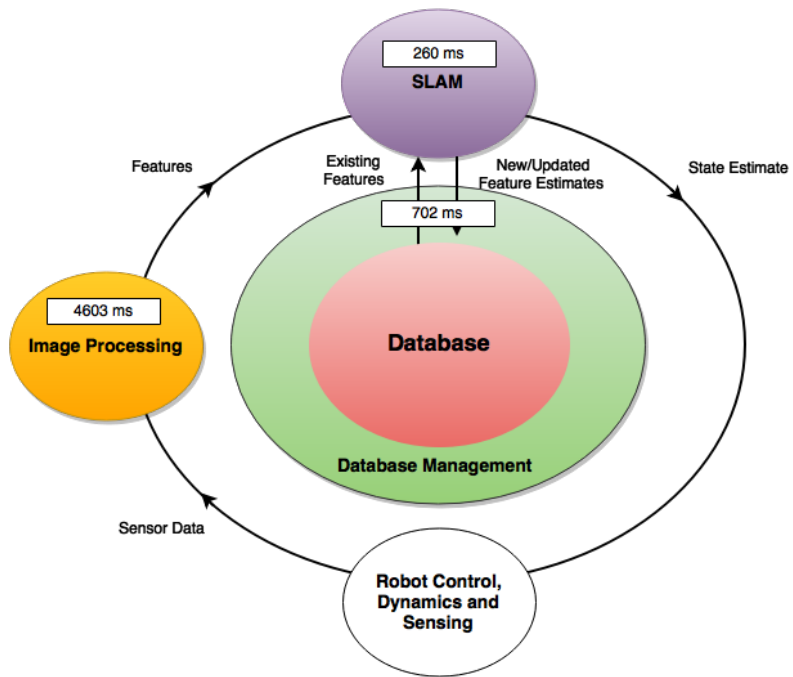 260 ms
SLAM
Features
Existing
Features
New/Updated
Feature Estimates
State Estimate
702 ms
4603 ms
Image Processing
Database
Database Management
Sensor Data
Robot Control,
Dynamics and
Sensing